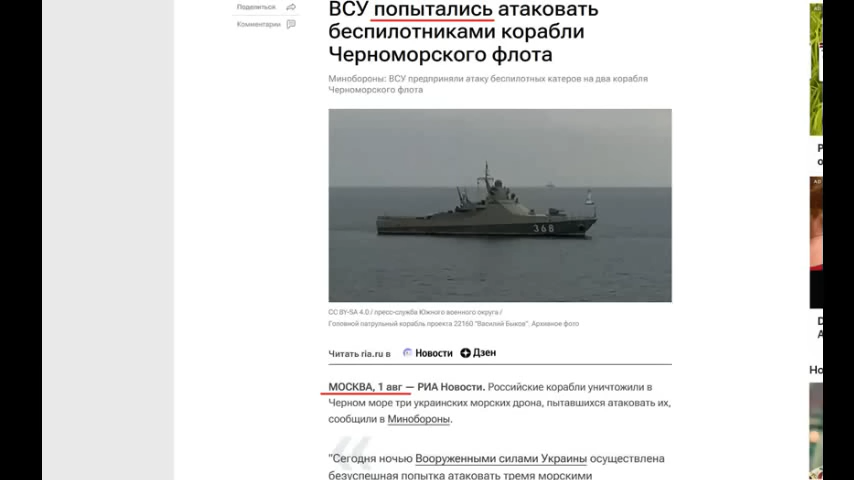 Поделиться
Комментарии
ВСУ попытались атаковать
беспилотниками корабли
Черноморского флота
Минобороны: ВСУ предприняли атаку беспилотных катеров на два корабля
Черноморского флота
368
CC BY-SA 4.0 / пресс-служба Южного военного округа /
Головной патрульный корабль проекта 22160 "Василий Быков". Архивное фото
Читать ria.ru в Новости Дзен
МОСКВА, 1 авг — РИА Новости. Российские корабли уничтожили в
Черном море три украинских морских дрона, пытавшихся атаковать их,
сообщили в Минобороны.
"Сегодня ночью Вооруженными силами Украины осуществлена
безуспешная попытка атаковать тремя морскими
Но